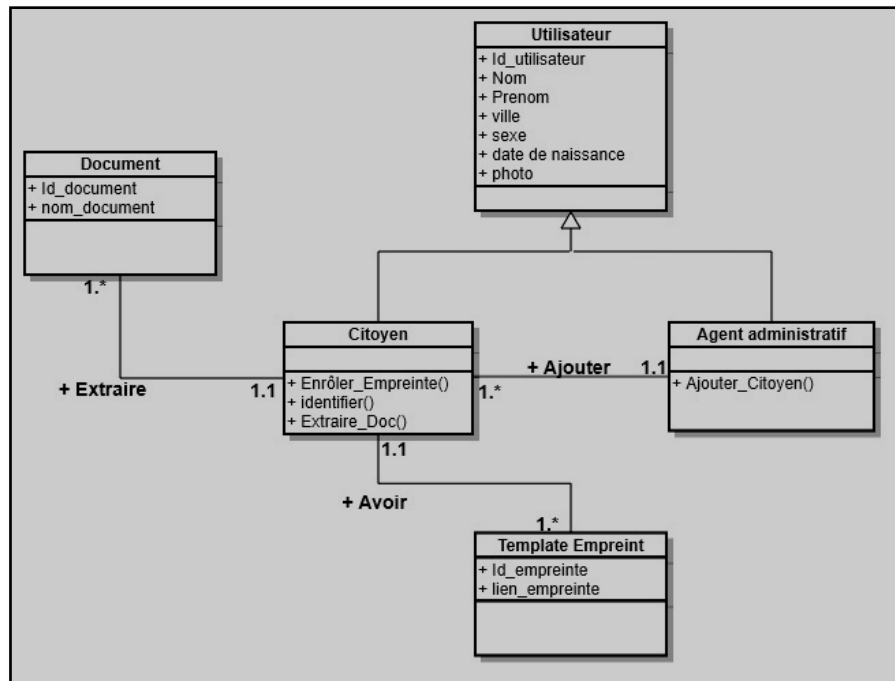 Utilisateur
+ Id_utilisateur
+ Nom
+ Prenom
+ ville
+ sexe
+ date de naissance
+ photo
Document
+ Id_document
+ nom_document
1.*
+ Extraire
1.1
Citoyen
+ Enrôler_Empreinte()
+ identifier()
+ Extraire_Doc()
+ Ajouter
1.*
1.1
Agent administratif
+ Ajouter_Citoyen()
1.1
+ Avoir
1.*
Template Empreint
+ Id_empreinte
+ lien_empreinte